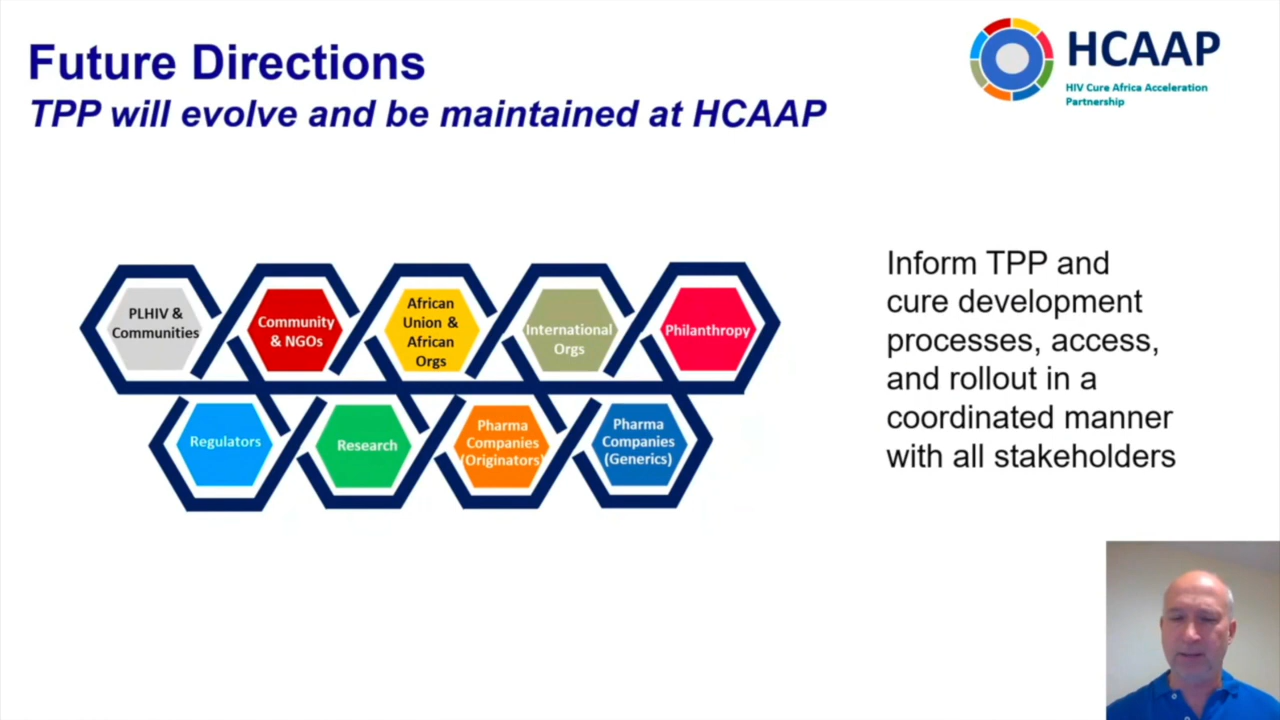 Future Directions
TPP will evolve and be maintained at HCAAP
HCAAP
HIV Cure Africa Acceleration
Partnership
PLHIV &
Communities
Community
& NGOs
African
Union &
African
Orgs
International
Orgs
Philanthropy
Regulators
Research
Pharma
Companies
(Originators)
Pharma
Companies
(Generics)
Inform TPP and
cure development
processes, access,
and rollout in a
coordinated manner
with all stakeholders